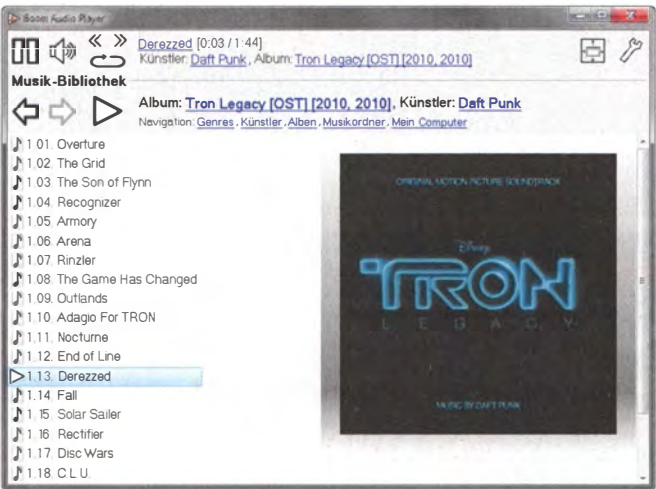 Boom Audio Player
Derezzed [0:03 / 1:44]
Künstler: Daft Punk, Album: Tron Legacy [OST] [2010, 2010]
Musik-Bibliothek
Album: Tron Legacy [OST] [2010, 2010], Künstler: Daft Punk
Navigation: Genres, Künstler, Alben, Musikordner, Mein Computer
1.01. Overture
1.02. The Grid
1.03. The Son of Flynn
1.04. Recognizer
1.05. Armory
1.06. Arena
1.07. Rinzler
1.08. The Game Has Changed
1.09. Outlands
1.10. Adagio For TRON
1.11. Nocturne
1.12. End of Line
1.13. Derezzed
1.14. Fall
1.15. Solar Sailer
1.16. Rectifier
1.17. Disc Wars
1.18. C.L.U.
ORIGINAL MOTION PICTURE SOUNDTRACK
Disney
TRON
LEGACY
MUSIC BY DAFT PUNK